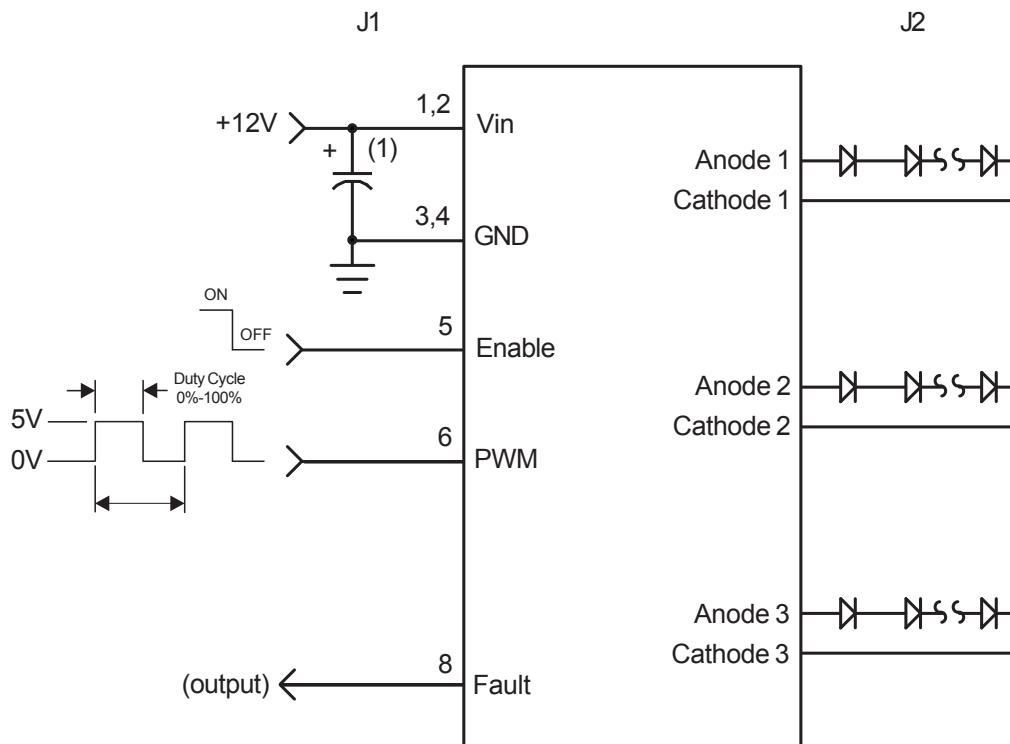 J1
J2
1,2
+12V
Vin
+
(1)
Anode 1
Cathode 1
3,4
GND
ON
OFF
5
Enable
Duty Cycle
0%-100%
Anode 2
Cathode 2
5V
0V
6
PWM
Anode 3
Cathode 3
8
(output)
Fault